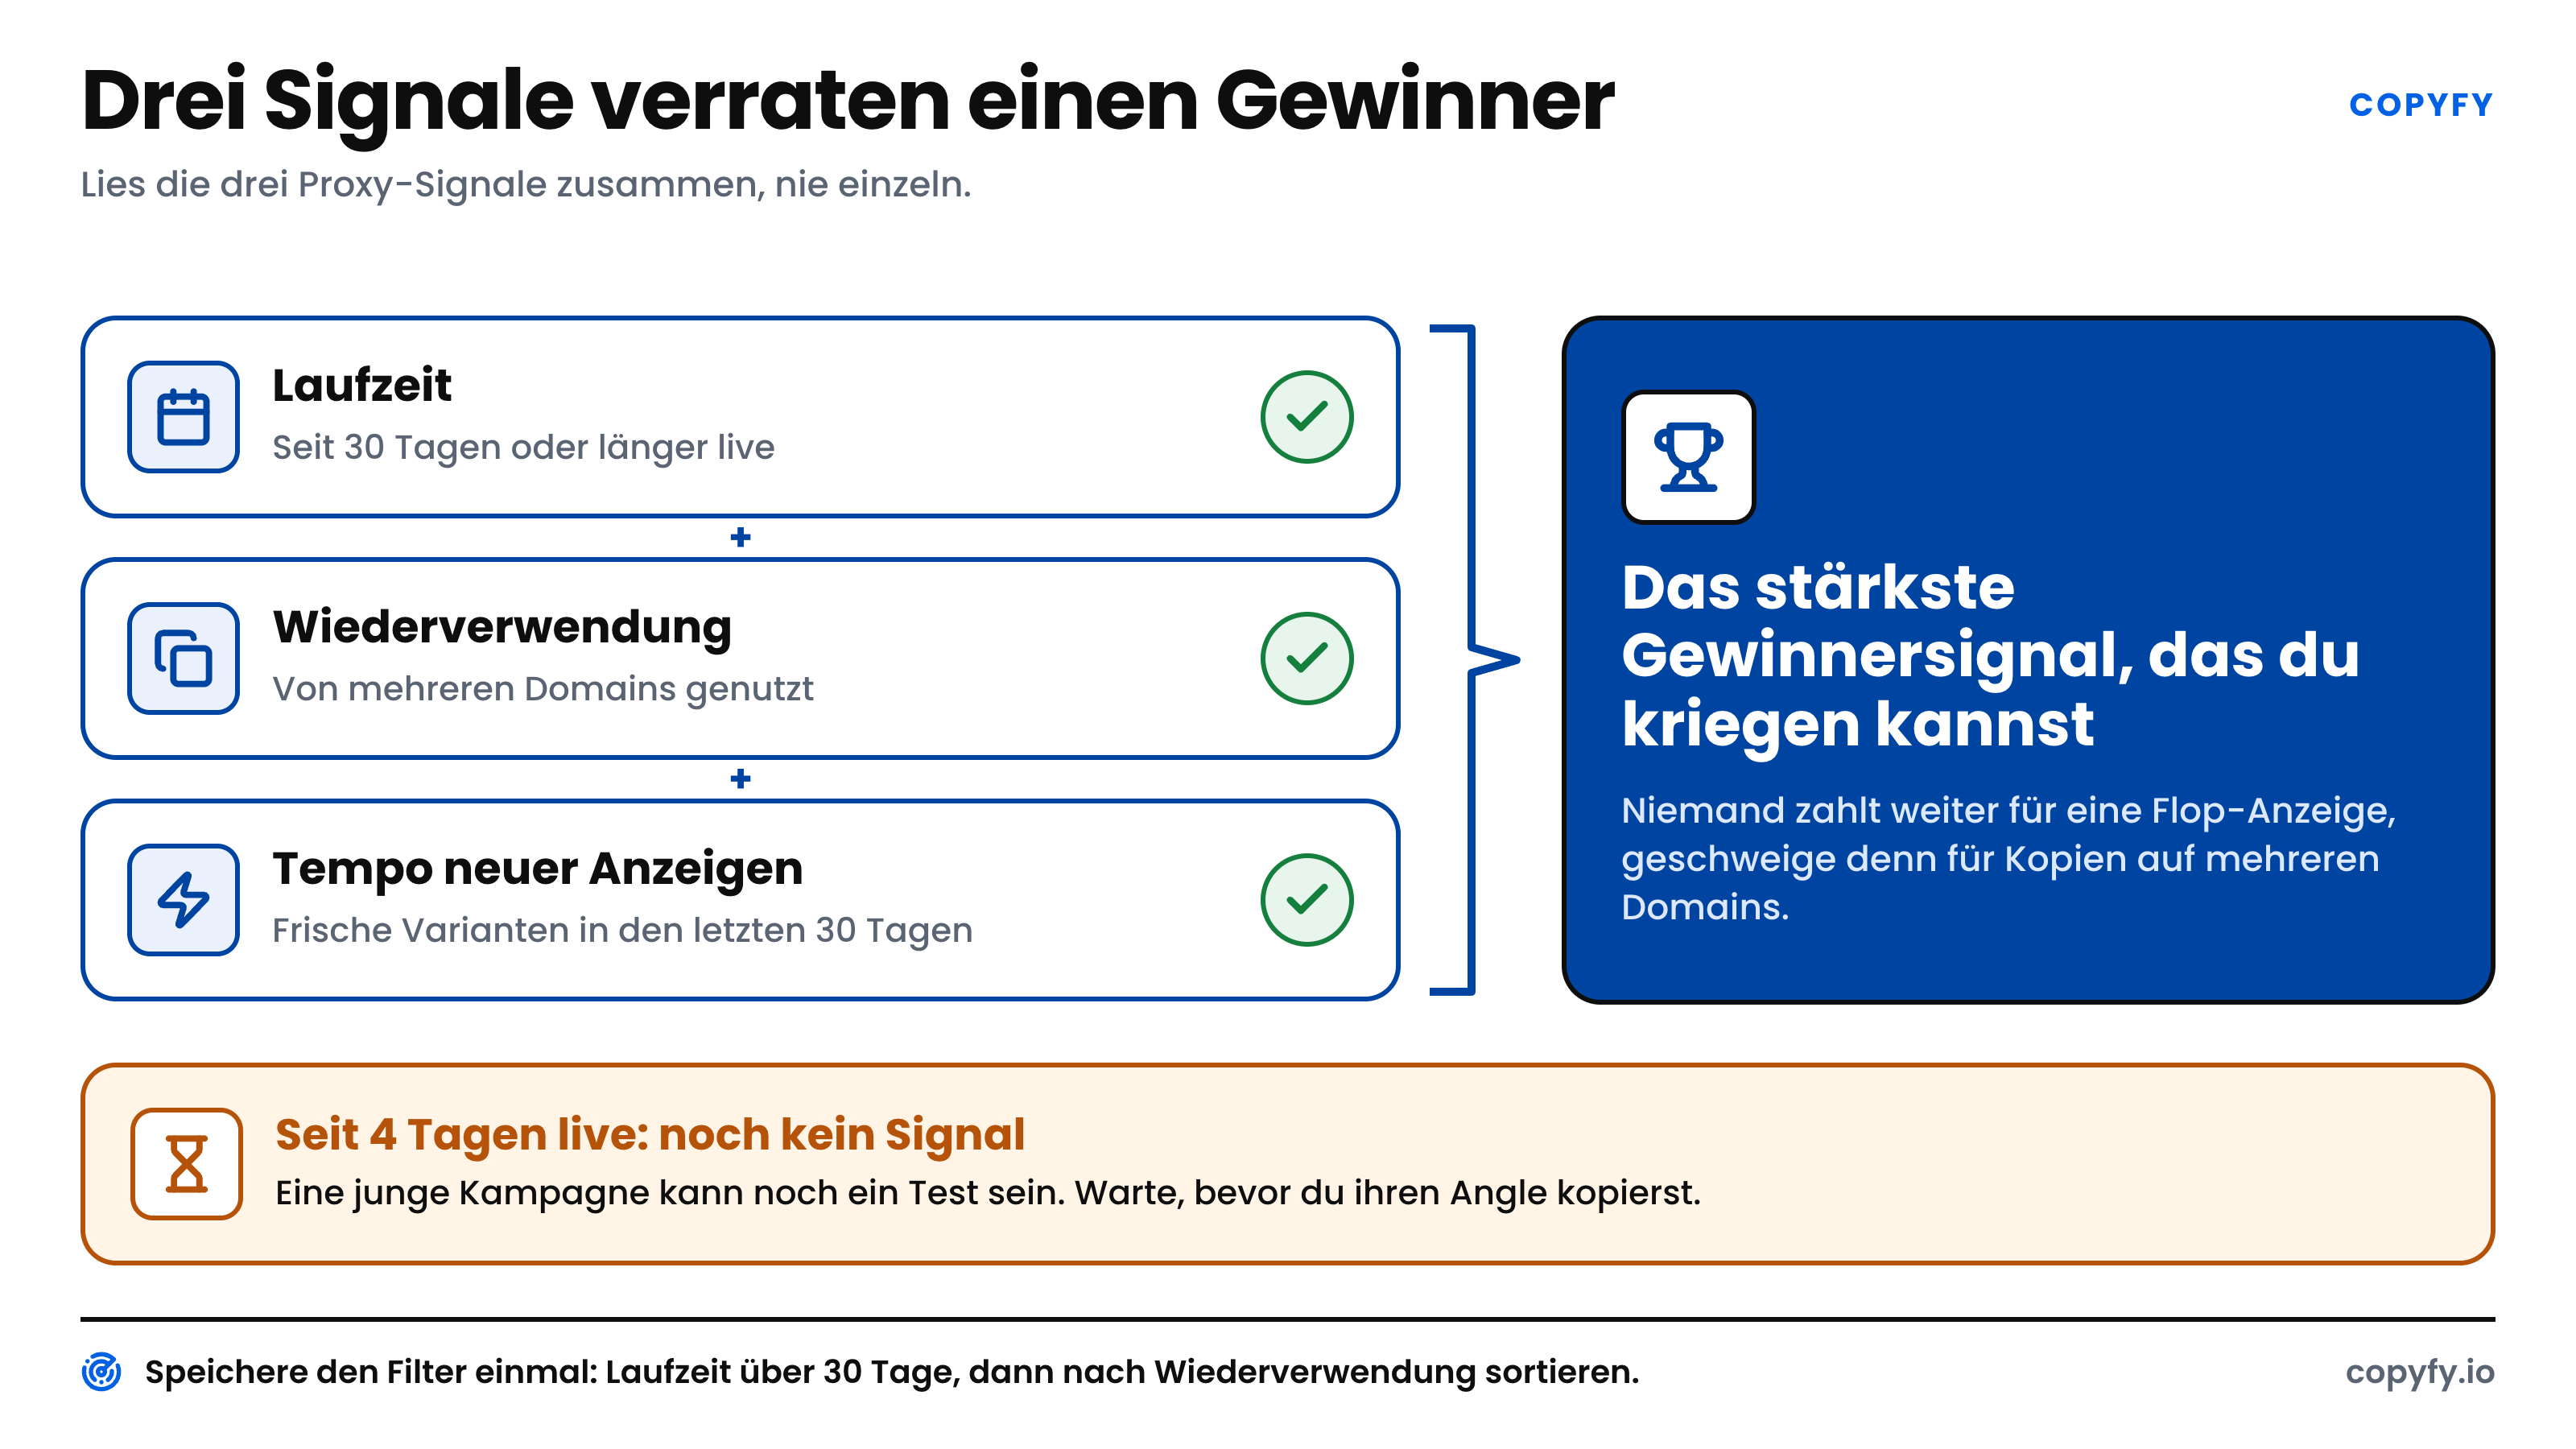 Drei Signale verraten einen Gewinner
COPYFY
Lies die drei Proxy-Signale zusammen, nie einzeln.
Laufzeit
Seit 30 Tagen oder länger live
+
Wiederverwendung
Von mehreren Domains genutzt
+
Tempo neuer Anzeigen
Frische Varianten in den letzten 30 Tagen
Das stärkste
Gewinnersignal, das du
kriegen kannst
Niemand zahlt weiter für eine Flop-Anzeige,
geschweige denn für Kopien auf mehreren
Domains.
Seit 4 Tagen live: noch kein Signal
Eine junge Kampagne kann noch ein Test sein. Warte, bevor du ihren Angle kopierst.
Speichere den Filter einmal: Laufzeit über 30 Tage, dann nach Wiederverwendung sortieren.
copyfy.io